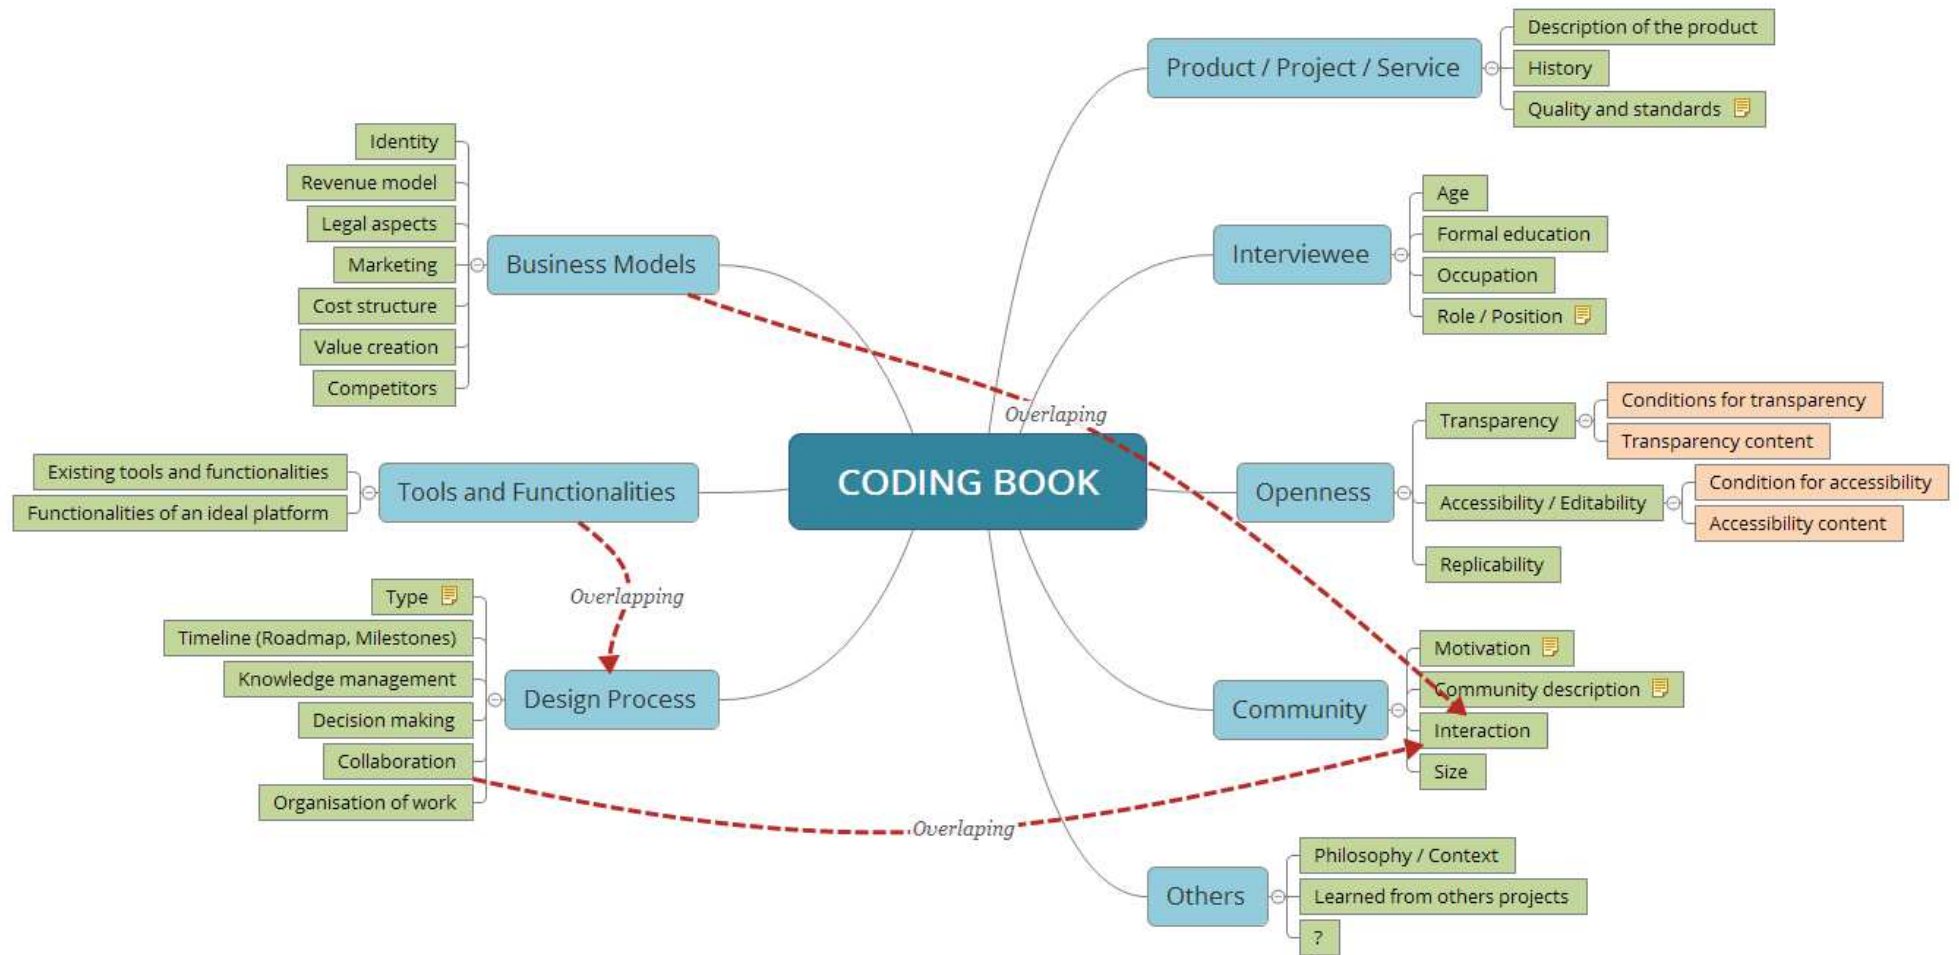 CODING BOOK
Product / Project / Service
Description of the product
History
Quality and standards
Interviewee
Age
Formal education
Occupation
Role / Position
Openness
Transparency
Conditions for transparency
Transparency content
Accessibility / Editability
Condition for accessibility
Accessibility content
Replicability
Community
Motivation
Community description
Interaction
Size
Others
Philosophy / Context
Learned from others projects
?
Business Models
Identity
Revenue model
Legal aspects
Marketing
Cost structure
Value creation
Competitors
Tools and Functionalities
Existing tools and functionalities
Functionalities of an ideal platform
Design Process
Type
Timeline (Roadmap, Milestones)
Knowledge management
Decision making
Collaboration
Organisation of work
Overlaping
Overlapping
Overlaping